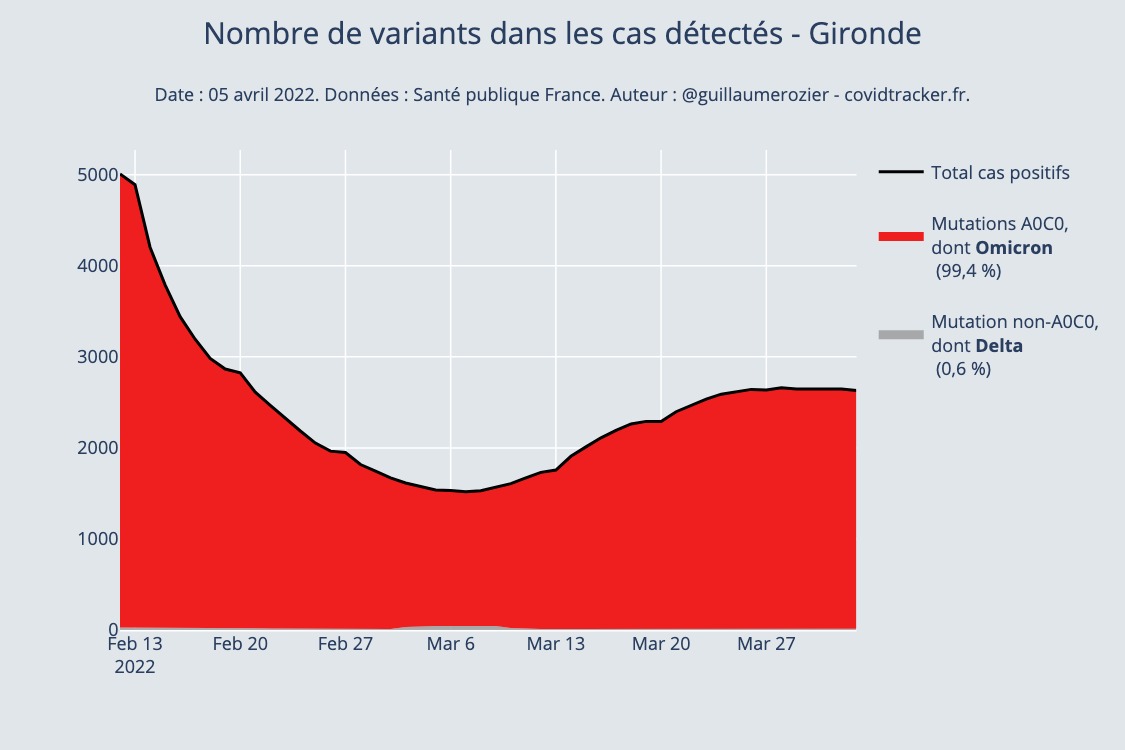 Nombre de variants dans les cas détectés - Gironde
Date : 05 avril 2022. Données : Santé publique France. Auteur : @guillaumerozier - covidtracker.fr.
5000
4000
3000
2000
1000
0
Feb 13 Feb 20 Feb 27 Mar 6 Mar 13 Mar 20 Mar 27
2022
Total cas positifs
Mutations A0C0,
dont Omicron
(99,4 %)
Mutation non-A0C0,
dont Delta
(0,6 %)